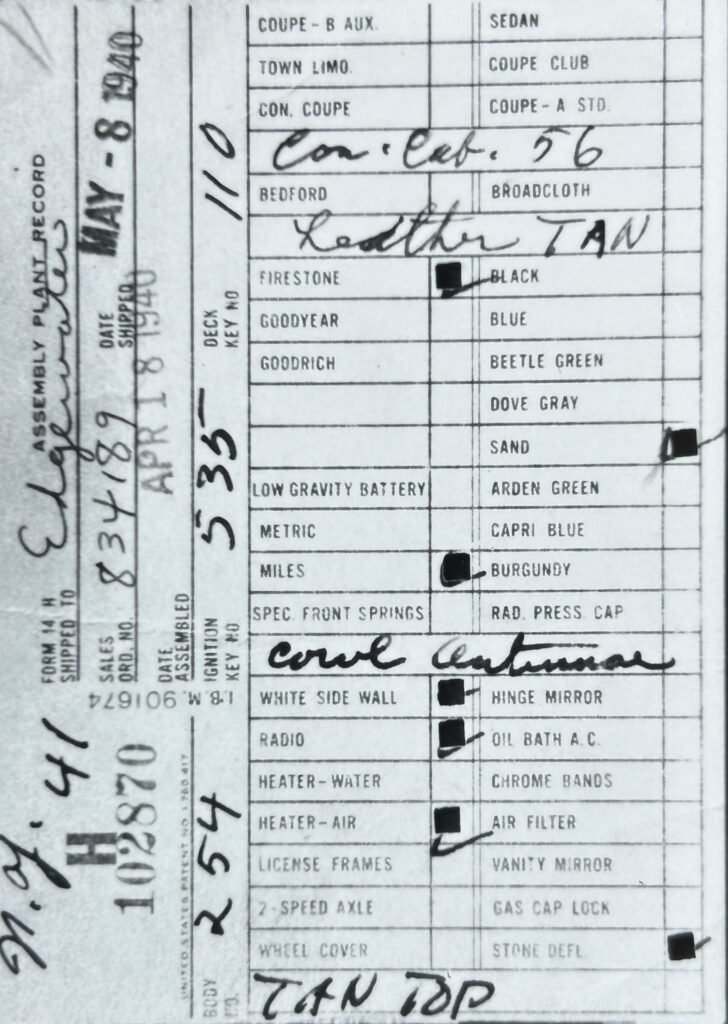 FORM 14 H
ASSEMBLY PLANT RECORD
SHIPPED TO Edgewater
SALES ORD. NO. 834189
DATE SHIPPED MAY - 8 1940
DATE ASSEMBLED APR 18 1940
IGNITION KEY NO 535
DECK KEY NO 110
I.B.M. 901674
N.Y. 41
H
102870
UNITED STATES PATENT NO. 1,780,417
BODY NO. 254
COUPE - B AUX. SEDAN
TOWN LIMO. COUPE CLUB
CON. COUPE COUPE - A STD.
Con. Cab. 56
BEDFORD BROADCLOTH
Leather TAN
FIRESTONE BLACK
GOODYEAR BLUE
GOODRICH BEETLE GREEN
DOVE GRAY
SAND
LOW GRAVITY BATTERY ARDEN GREEN
METRIC CAPRI BLUE
MILES BURGUNDY
SPEC. FRONT SPRINGS RAD. PRESS CAP
cowl antennae
WHITE SIDE WALL HINGE MIRROR
RADIO OIL BATH A.C.
HEATER-WATER CHROME BANDS
HEATER-AIR AIR FILTER
LICENSE FRAMES VANITY MIRROR
2-SPEED AXLE GAS CAP LOCK
WHEEL COVER STONE DEFL.
TAN TOP